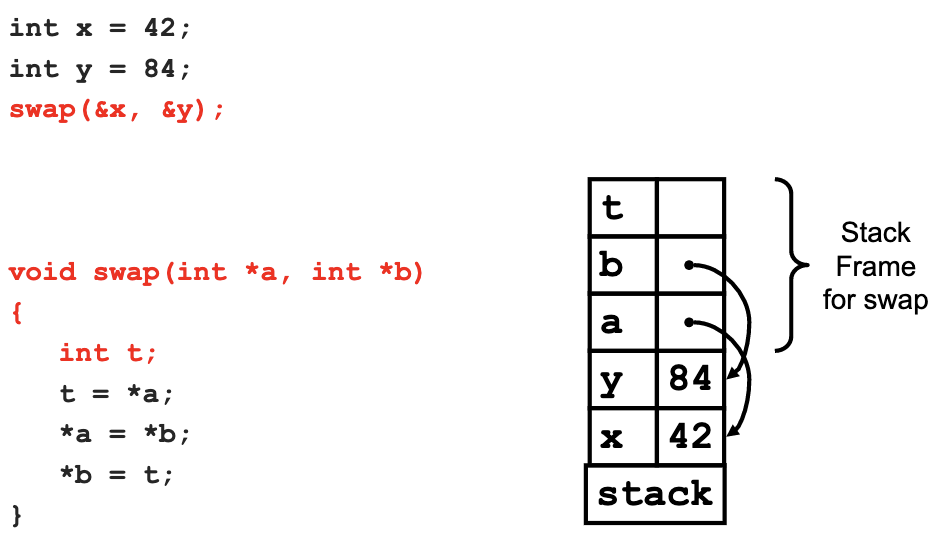 int x = 42;
int y = 84;
swap(&x, &y);
void swap(int *a, int *b)
{
int t;
t = *a;
*a = *b;
*b = t;
}
t
b
a
y 84
x 42
stack
Stack
Frame
for swap